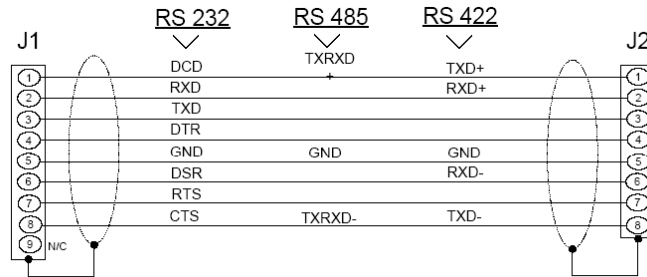 RS 232 RS 485 RS 422
J1 J2
1 DCD TXRXD + TXD+ 1
2 RXD RXD+ 2
3 TXD 3
4 DTR 4
5 GND GND GND 5
6 DSR RXD- 6
7 RTS 7
8 CTS TXRXD- TXD- 8
9 N/C